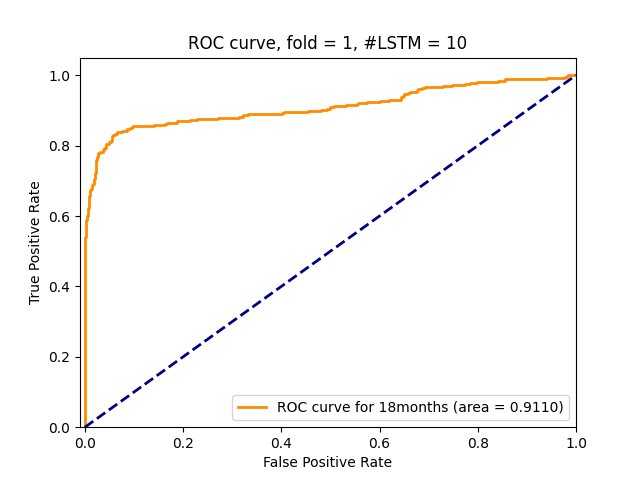 ROC curve, fold = 1, #LSTM = 10
True Positive Rate
1.0
0.8
0.6
0.4
0.2
0.0
ROC curve for 18months (area = 0.9110)
0.0 0.2 0.4 0.6 0.8 1.0
False Positive Rate